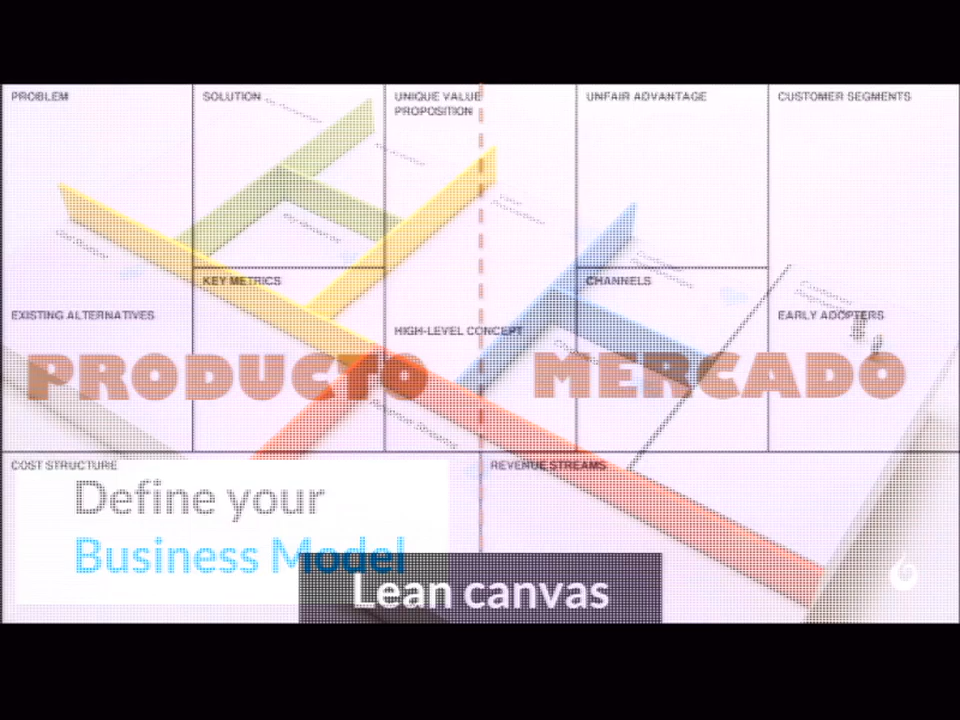 PROBLEM
SOLUTION
UNIQUE VALUE
PROPOSITION
UNFAIR ADVANTAGE
CUSTOMER SEGMENTS
KEY METRICS
CHANNELS
EXISTING ALTERNATIVES
HIGH-LEVEL CONCEPT
EARLY ADOPTERS
PRODUCTO
MERCADO
COST STRUCTURE
REVENUE STREAMS
Define your
Business Model
Lean canvas